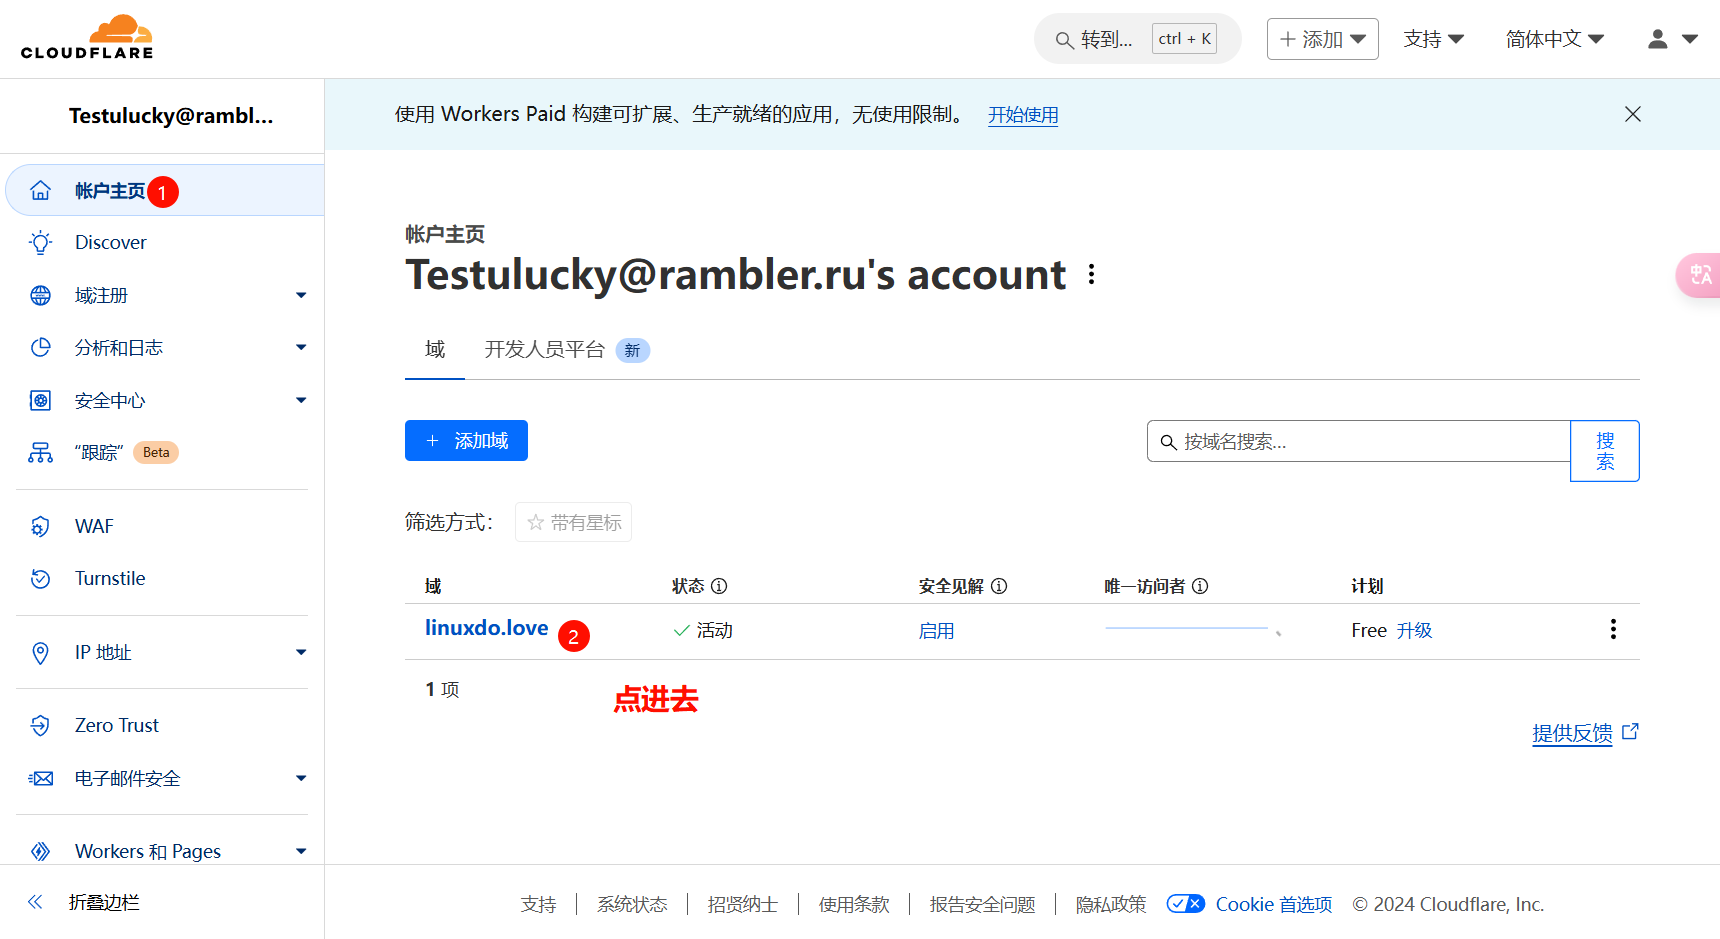 CLOUDFLARE
转到... ctrl + K
添加
支持
简体中文
Testulucky@rambl...
使用 Workers Paid 构建可扩展、生产就绪的应用，无使用限制。 开始使用
帐户主页 1
Discover
域注册
分析和日志
安全中心
“跟踪” Beta
WAF
Turnstile
IP 地址
Zero Trust
电子邮件安全
Workers 和 Pages
折叠边栏
帐户主页
Testulucky@rambler.ru's account
域 开发人员平台 新
+ 添加域
按域名搜索...
搜
索
筛选方式： 带有星标
域 状态 安全见解 唯一访问者 计划
linuxdo.love 2 活动 启用 Free 升级
1 项
点进去
提供反馈
中A
支持 系统状态 招贤纳士 使用条款 报告安全问题 隐私政策 Cookie 首选项 © 2024 Cloudflare, Inc.